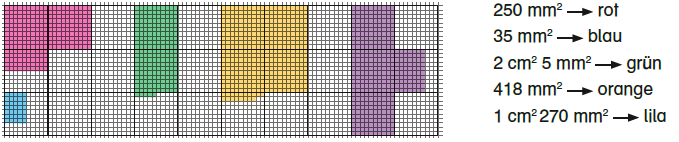 250 mm² → rot
35 mm² → blau
2 cm² 5 mm² → grün
418 mm² → orange
1 cm² 270 mm² → lila